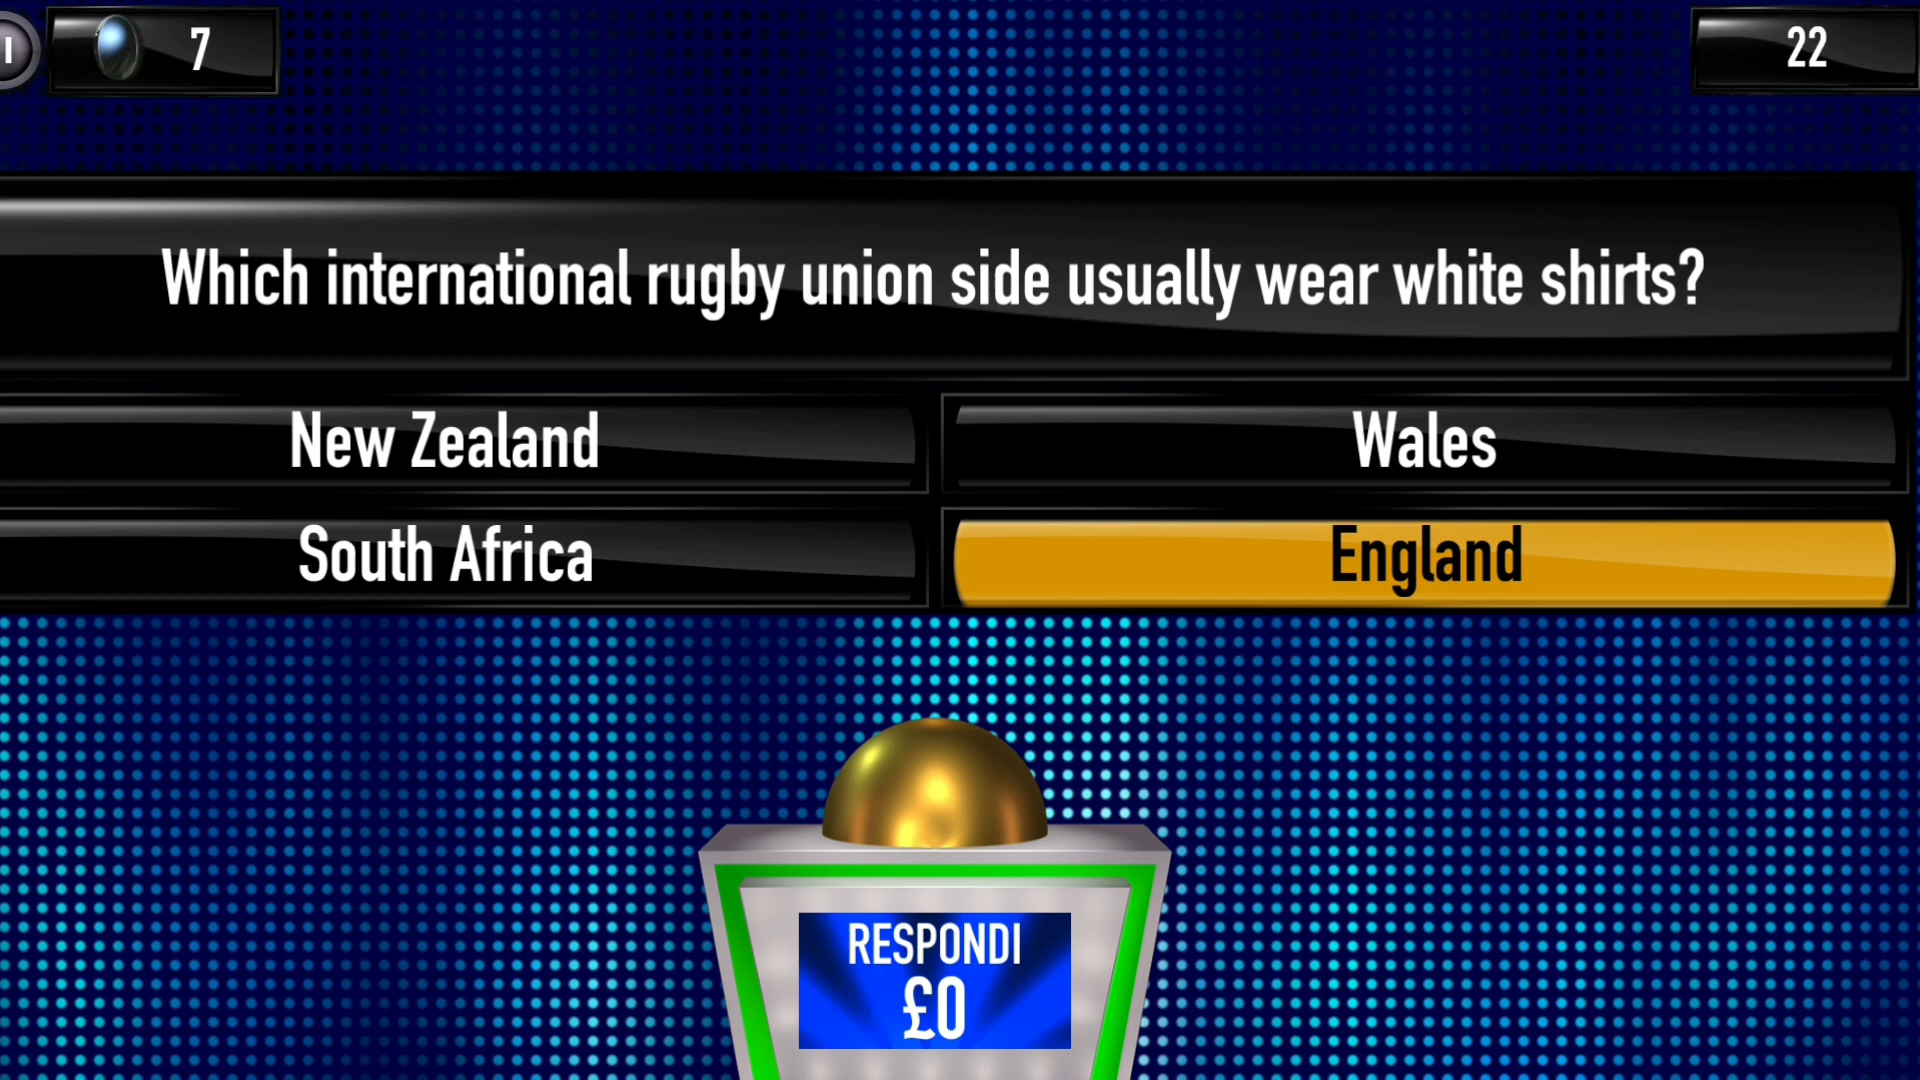 7
22
Which international rugby union side usually wear white shirts?
New Zealand
Wales
South Africa
England
RESPONDI
£0